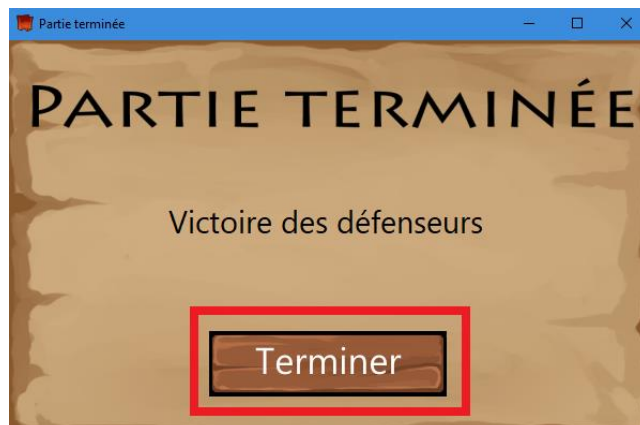 Partie terminée
PARTIE TERMINÉE
Victoire des défenseurs
Terminer